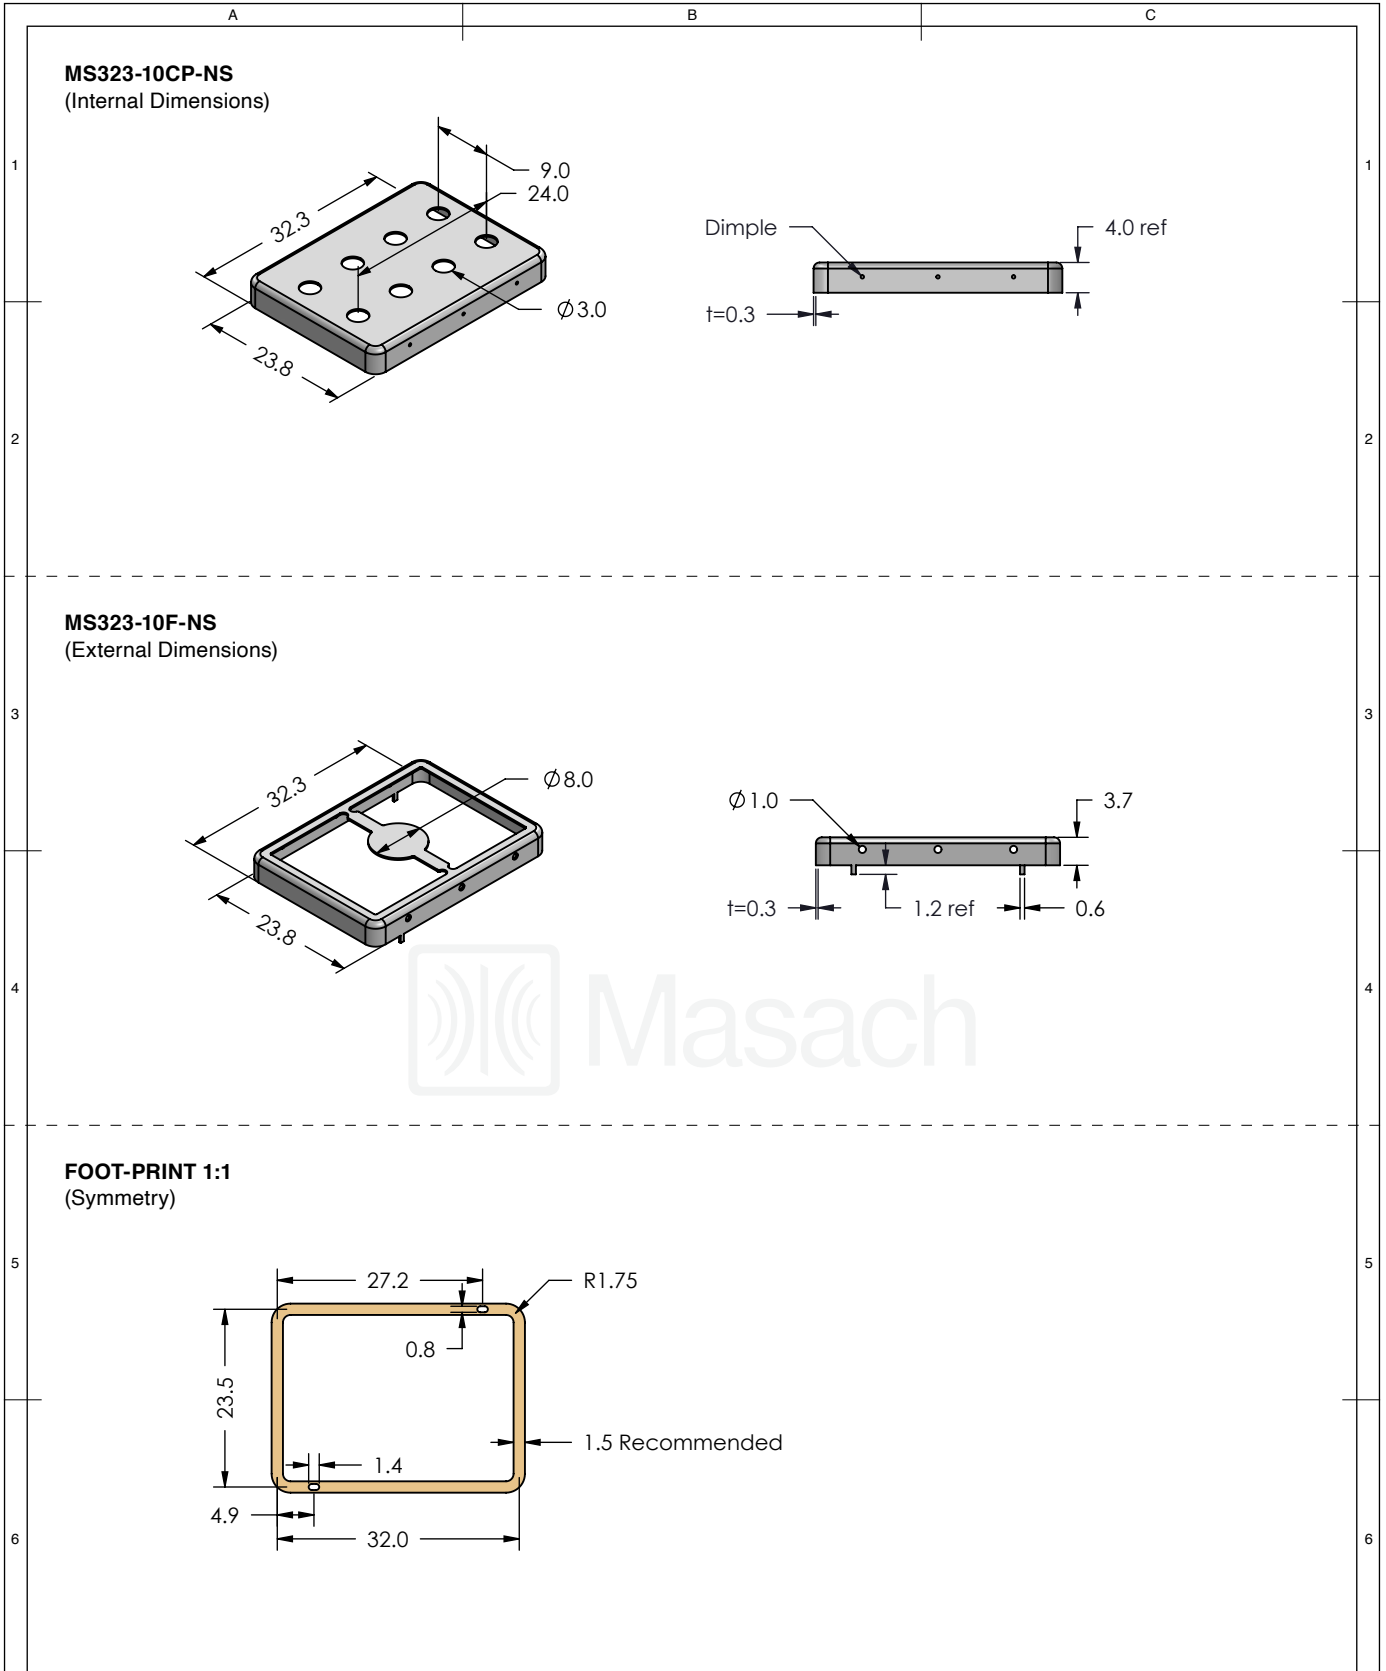 A
B
C
MS323-10CP-NS
(Internal Dimensions)
1
1
9.0
24.0
32.3
Dimple
4.0 ref
Ø3.0
t=0.3
23.8
2
2
MS323-10F-NS
(External Dimensions)
3
3
32.3
Ø8.0
Ø1.0
3.7
t=0.3
1.2 ref
0.6
23.8
Masach
4
4
FOOT-PRINT 1:1
(Symmetry)
5
5
27.2
R1.75
0.8
23.5
1.5 Recommended
1.4
4.9
32.0
6
6